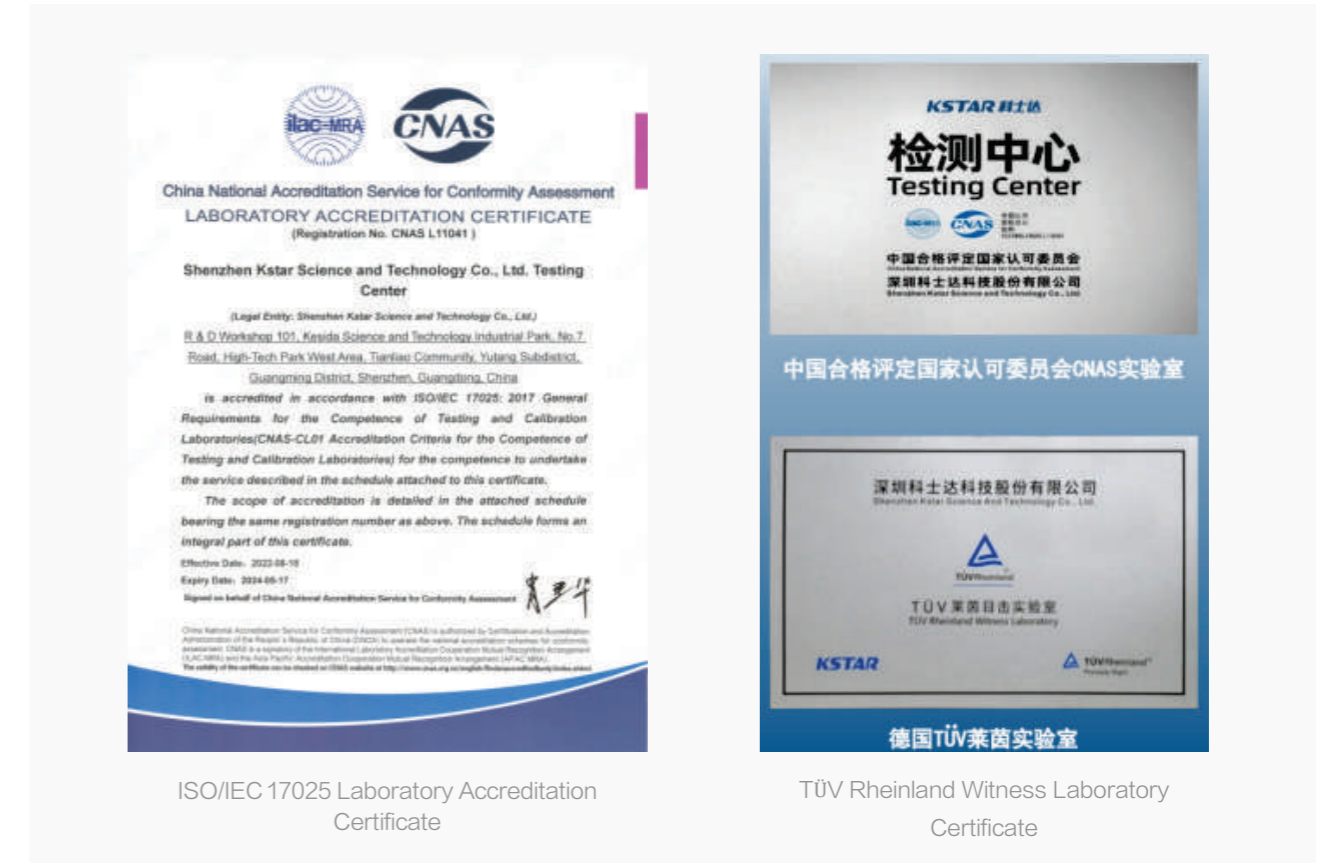 ilac-MRA
CNAS
China National Accreditation Service for Conformity Assessment
LABORATORY ACCREDITATION CERTIFICATE
(Registration No. CNAS L11041 )
Shenzhen Kstar Science and Technology Co., Ltd. Testing
Center
(Legal Entity: Shenzhen Kstar Science and Technology Co., Ltd.)
R & D Workshop 101, Kesida Science and Technology Industrial Park, No.7.
Road, High-Tech Park West Area, Tianliao Community, Yutang Subdistrict,
Guangming District, Shenzhen, Guangdong, China
is accredited in accordance with ISO/IEC 17025: 2017 General
Requirements for the Competence of Testing and Calibration
Laboratories(CNAS-CL01 Accreditation Criteria for the Competence of
Testing and Calibration Laboratories) for the competence to undertake
the service described in the schedule attached to this certificate.
The scope of accreditation is detailed in the attached schedule
bearing the same registration number as above. The schedule forms an
integral part of this certificate.
Signed on behalf of China National Accreditation Service for Conformity Assessment
ISO/IEC 17025 Laboratory Accreditation
Certificate
KSTAR 科士达
检测中心
Testing Center
CNAS
中国合格评定国家认可委员会
China National Accreditation Service for Conformity Assessment
深圳科士达科技股份有限公司
Shenzhen Kstar Science and Technology Co., Ltd
中国合格评定国家认可委员会CNAS实验室
深圳科士达科技股份有限公司
Shenzhen Kstar Science And Technology Co., Ltd.
TÜVRheinland
TÜV莱茵目击实验室
TÜV Rheinland Witness Laboratory
KSTAR
TÜVRheinland
德国TÜV莱茵实验室
TÜV Rheinland Witness Laboratory
Certificate